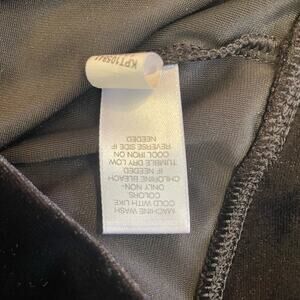 MACHINE WASH
COLD WITH LIKE
COLORS.
ONLY NON-
CHLORINE BLEACH
IF NEEDED.
TUMBLE DRY LOW.
COOL IRON ON
REVERSE SIDE IF
NEEDED